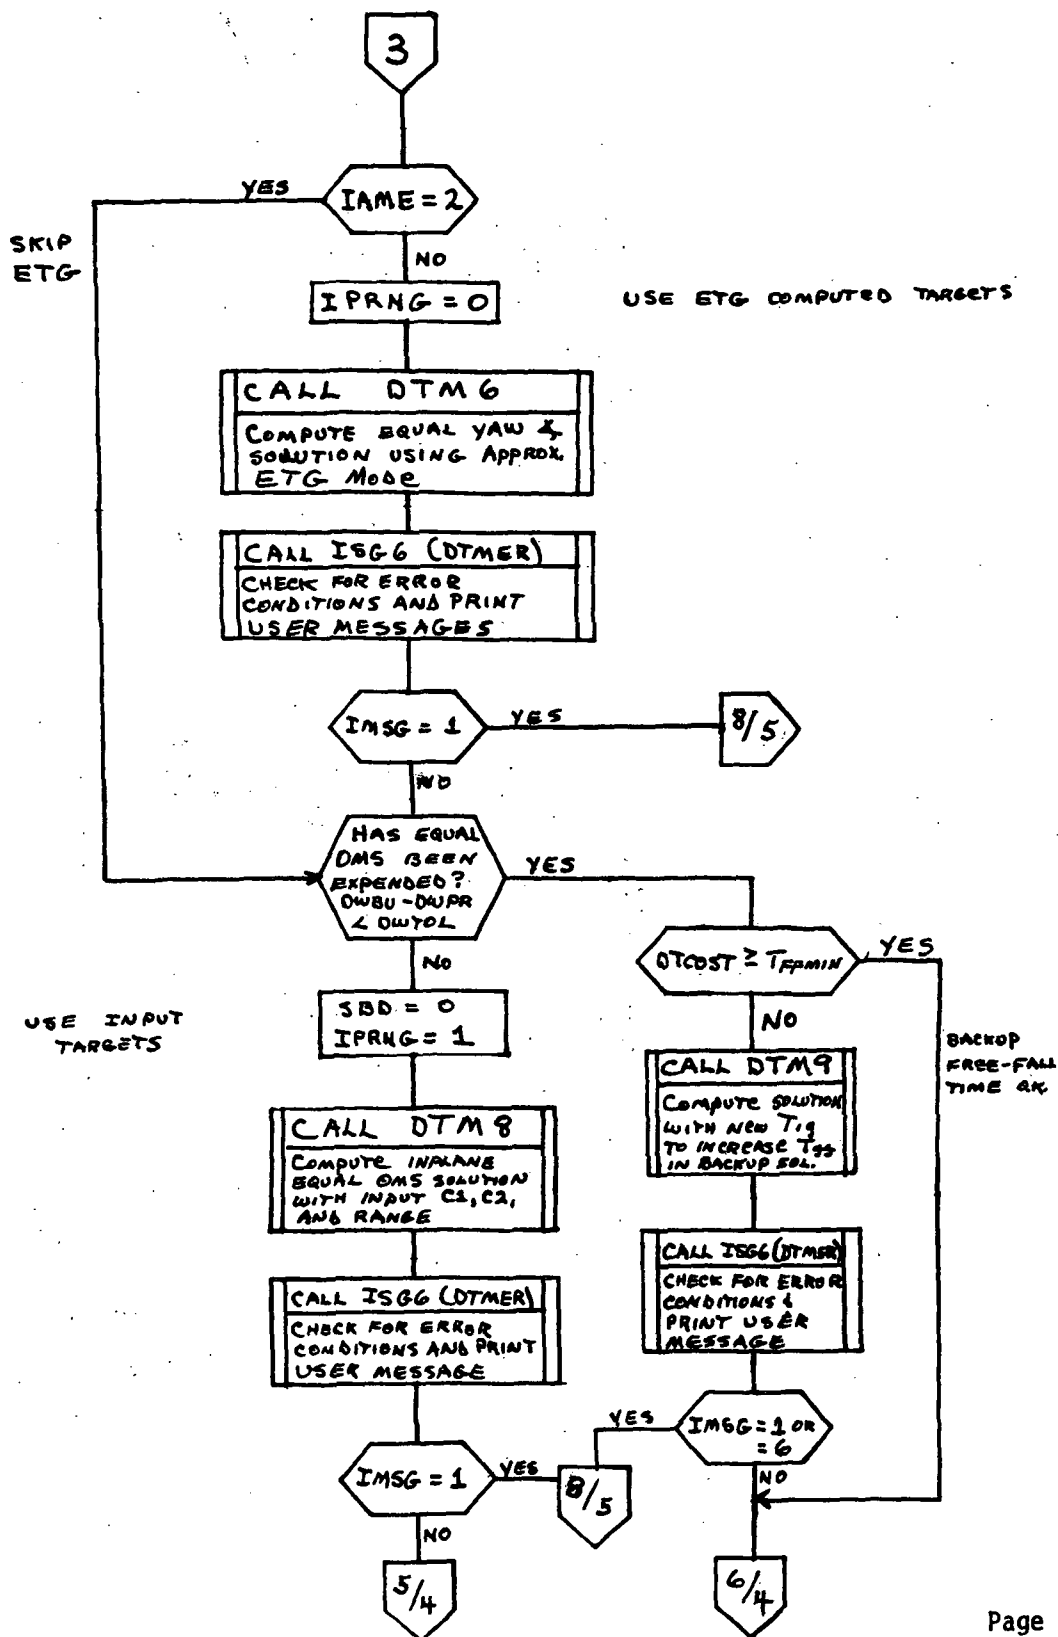 3
IAME = 2
YES
SKIP
ETG
NO
IPRNG = 0
USE ETG COMPUTED TARGETS
CALL DTM6
COMPUTE EQUAL YAW &
SOLUTION USING APPROX.
ETG MODE
CALL ISG6 (DTMER)
CHECK FOR ERROR
CONDITIONS AND PRINT
USER MESSAGES
IMSG = 1
YES
8/5
NO
HAS EQUAL
OMS BEEN
EXPENDED?
DWBU-DWPR
< DWTOL
YES
NO
DTCOST ≥ TFFMIN
YES
USE INPUT
TARGETS
SBD = 0
IPRNG = 1
NO
BACKUP
FREE-FALL
TIME OK
CALL DTM9
COMPUTE SOLUTION
WITH NEW Tig
TO INCREASE Tff
IN BACKUP SOL.
CALL DTM8
COMPUTE INPLANE
EQUAL OMS SOLUTION
WITH INPUT C1, C2,
AND RANGE
CALL ISG6 (DTMER)
CHECK FOR ERROR
CONDITIONS &
PRINT USER
MESSAGE
CALL ISG6 (DTMER)
CHECK FOR ERROR
CONDITIONS AND PRINT
USER MESSAGE
IMSG = 1 OR
= 6
YES
NO
IMSG = 1
YES
8/5
NO
5/4
6/4
Page